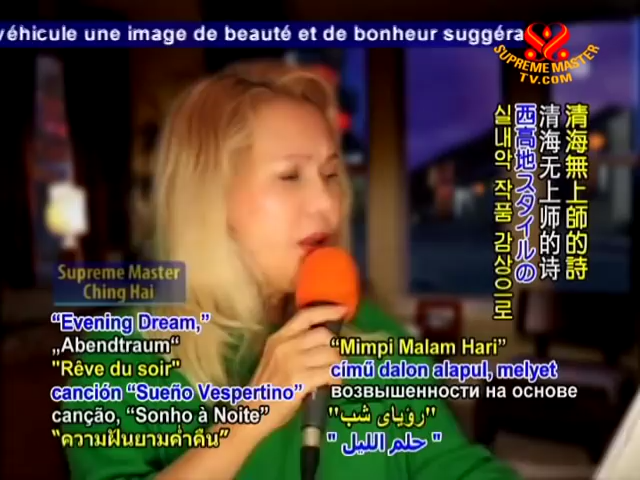 véhicule une image de beauté et de bonheur suggéra
SUPREME MASTER
TV.COM
清海無上師的詩
清海无上师的诗
西高地スタイルの
실내악 작품 감상으로
Supreme Master
Ching Hai
“Evening Dream,”
„Abendtraum“
"Rêve du soir"
canción “Sueño Vespertino”
canção, “Sonho à Noite”
“ความฝันยามค่ำคืน”
“Mimpi Malam Hari”
című dalon alapul, melyet
возвышенности на основе
"رؤیای شب"
" حلم الليل "